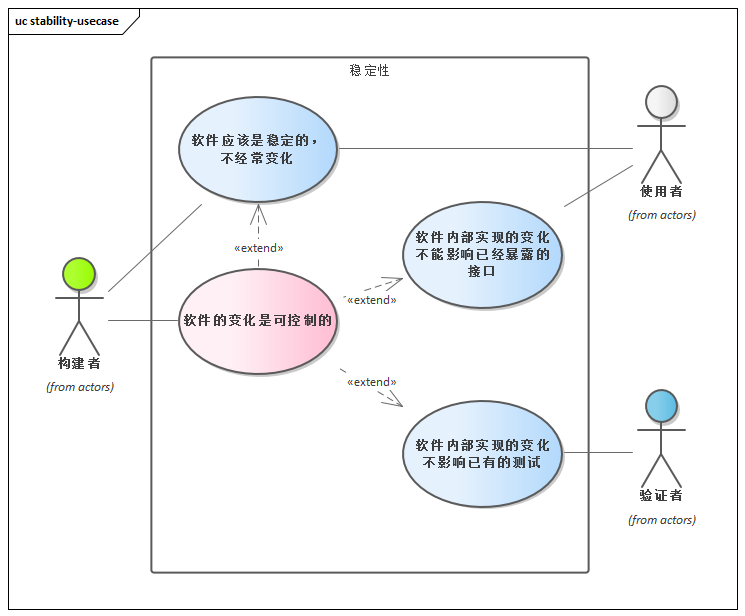 uc stability-usecase
稳定性
软件应该是稳定的，
不经常变化
使用者
(from actors)
«extend»
软件内部实现的变化
不能影响已经暴露的
接口
构建者
(from actors)
软件的变化是可控制的
«extend»
«extend»
软件内部实现的变化
不影响已有的测试
验证者
(from actors)